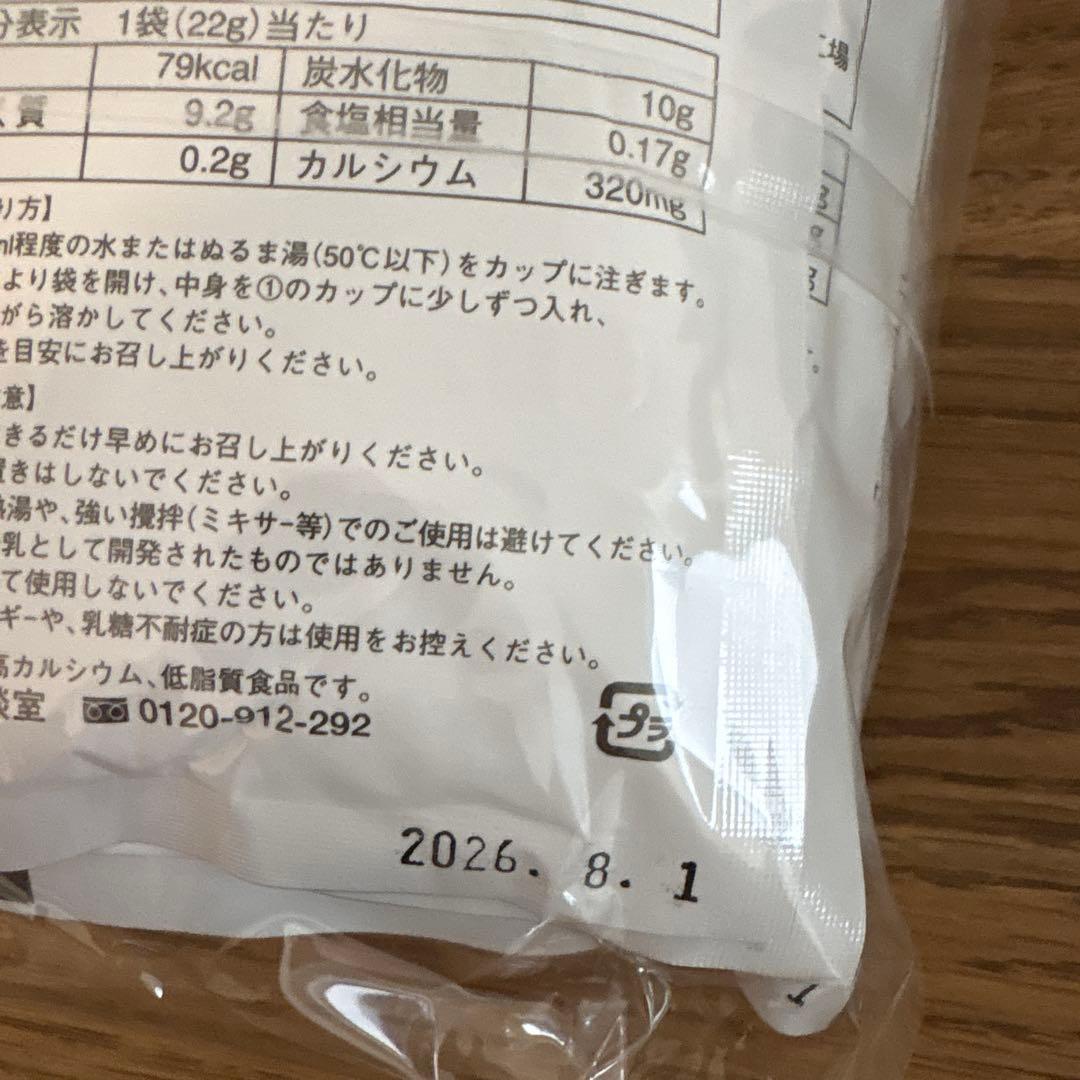 分表示 1袋(22g)当たり
79kcal 炭水化物 10g
質 9.2g 食塩相当量 0.17g
0.2g カルシウム 320mg
り方】
ml程度の水またはぬるま湯(50℃以下)をカップに注ぎます。
より袋を開け、中身を①のカップに少しずつ入れ、
がら溶かしてください。
を目安にお召し上がりください。
意】
きるだけ早めにお召し上がりください。
置きはしないでください。
熱湯や、強い攪拌(ミキサー等)でのご使用は避けてください。
乳として開発されたものではありません。
て使用しないでください。
ギーや、乳糖不耐症の方は使用をお控えください。
高カルシウム、低脂質食品です。
談室 0120-912-292
プラ
2026. 8. 1
場
g
g
g